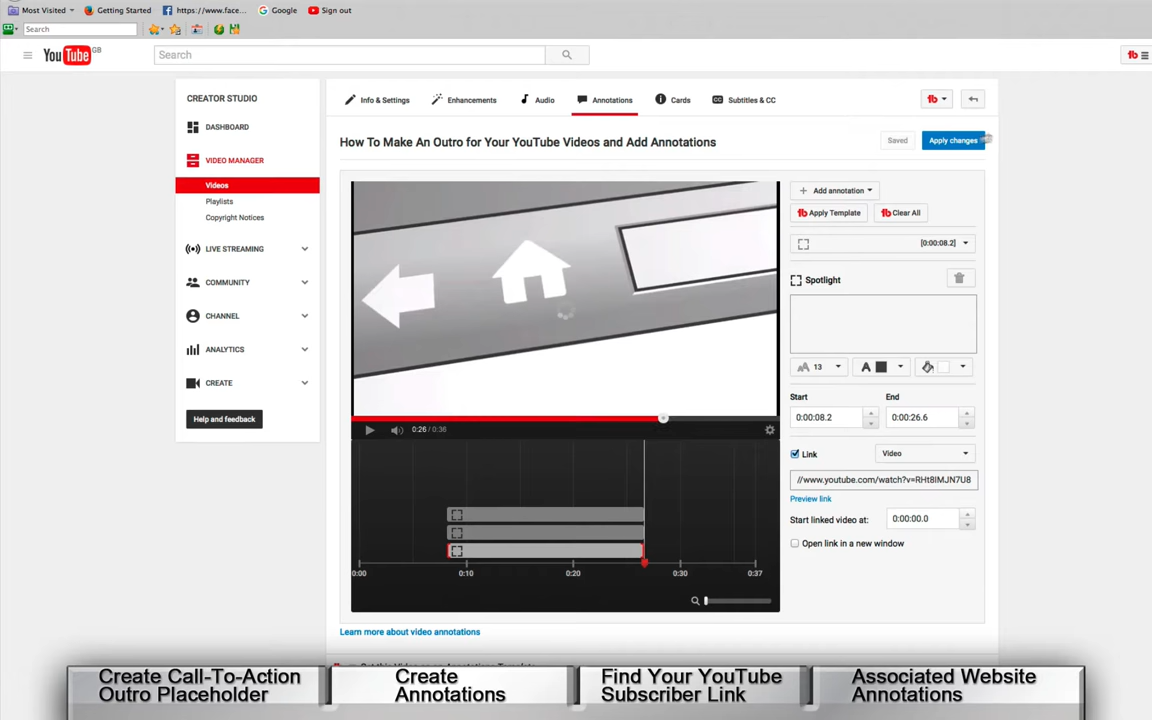 Most Visited
Getting Started
https://www.face...
Google
Sign out
Search
YouTube GB
Search
CREATOR STUDIO
DASHBOARD
VIDEO MANAGER
Videos
Playlists
Copyright Notices
LIVE STREAMING
COMMUNITY
CHANNEL
ANALYTICS
CREATE
Help and feedback
Info & Settings
Enhancements
Audio
Annotations
Cards
CC Subtitles & CC
How To Make An Outro for Your YouTube Videos and Add Annotations
Saved
Apply changes
+ Add annotation
tb Apply Template
tb Clear All
[0:00:08.2]
Spotlight
AA 13
A
Start
End
0:00:08.2
0:00:26.6
Link
Video
//www.youtube.com/watch?v=RHt8IMJN7U8
Preview link
Start linked video at:
0:00:00.0
Open link in a new window
0:26 / 0:38
0:00
0:10
0:20
0:30
0:37
Learn more about video annotations
Create Call-To-Action
Outro Placeholder
Create
Annotations
Find Your YouTube
Subscriber Link
Associated Website
Annotations